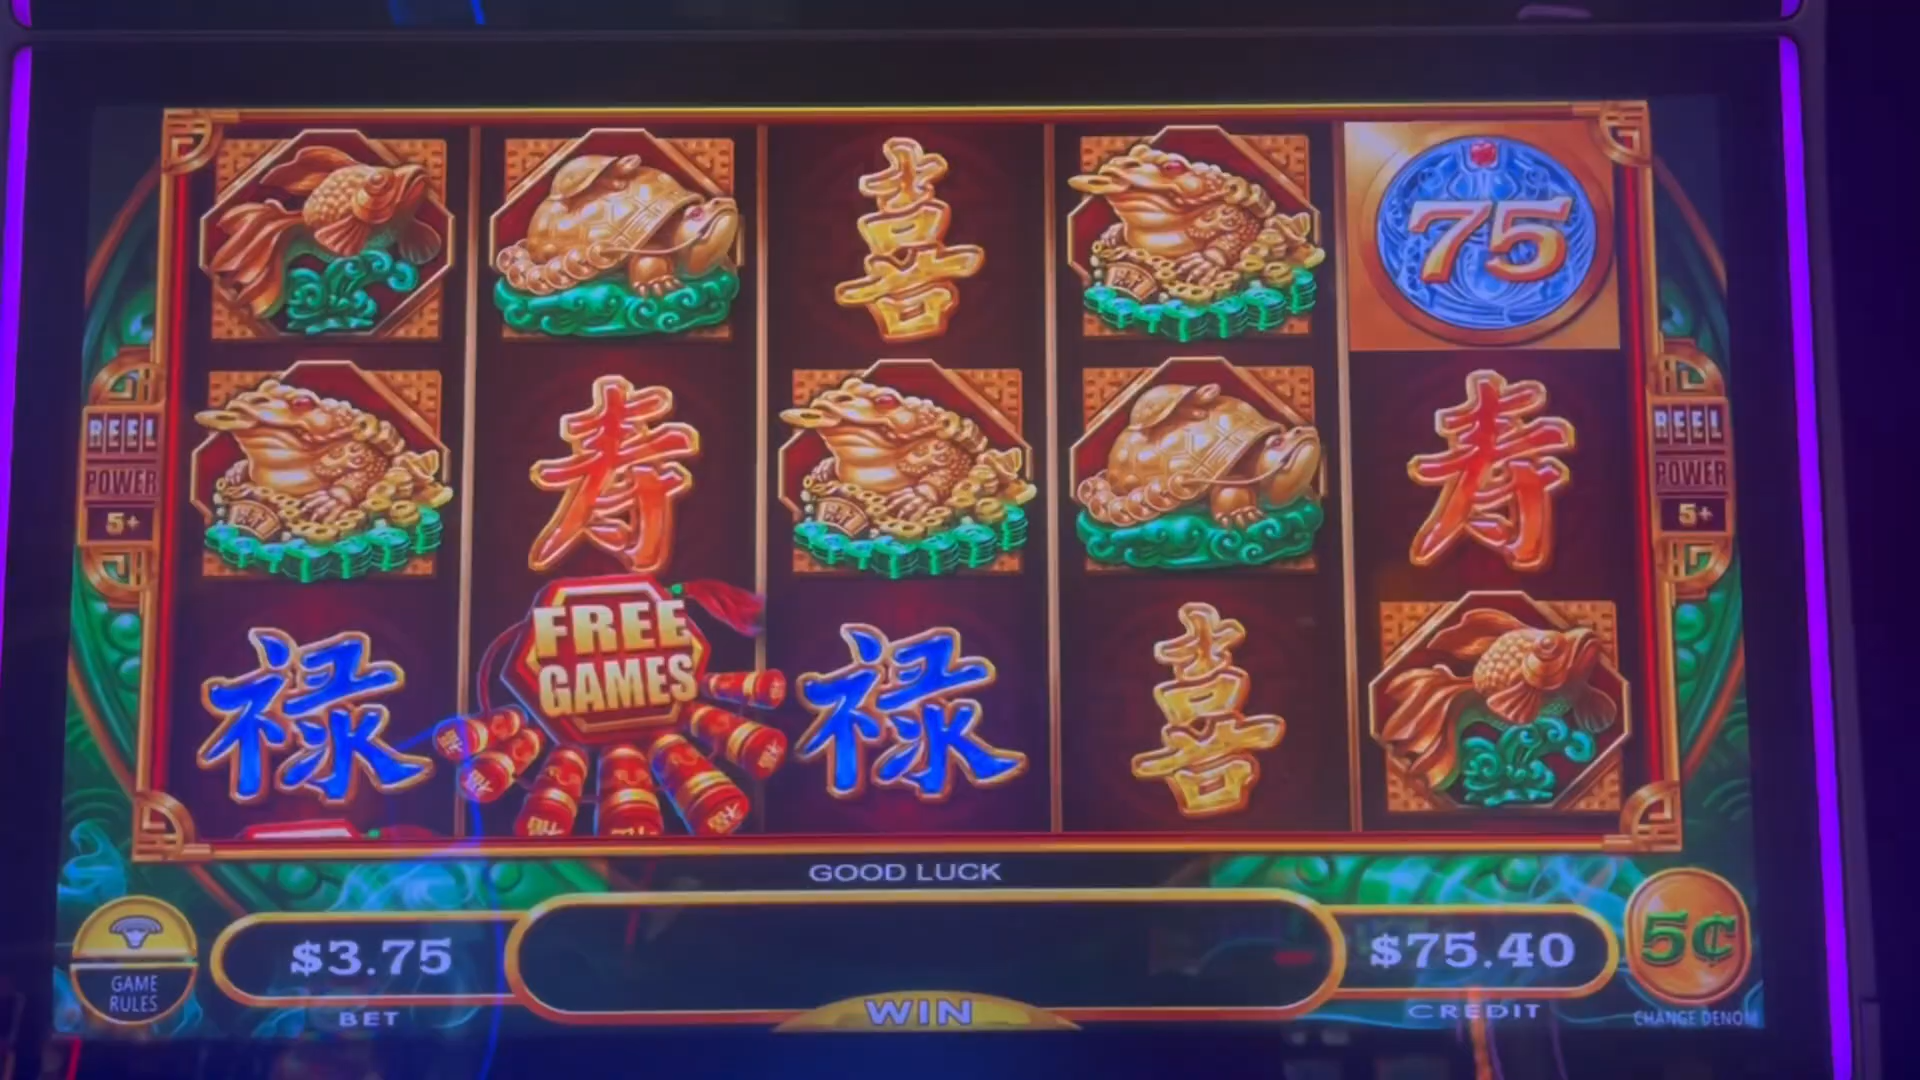 喜
75
寿
寿
REEL
POWER
5+
REEL
POWER
5+
FREE
GAMES
禄
禄
喜
GOOD LUCK
$3.75
BET
WIN
$75.40
CREDIT
5¢
CHANGE DENOM
GAME
RULES